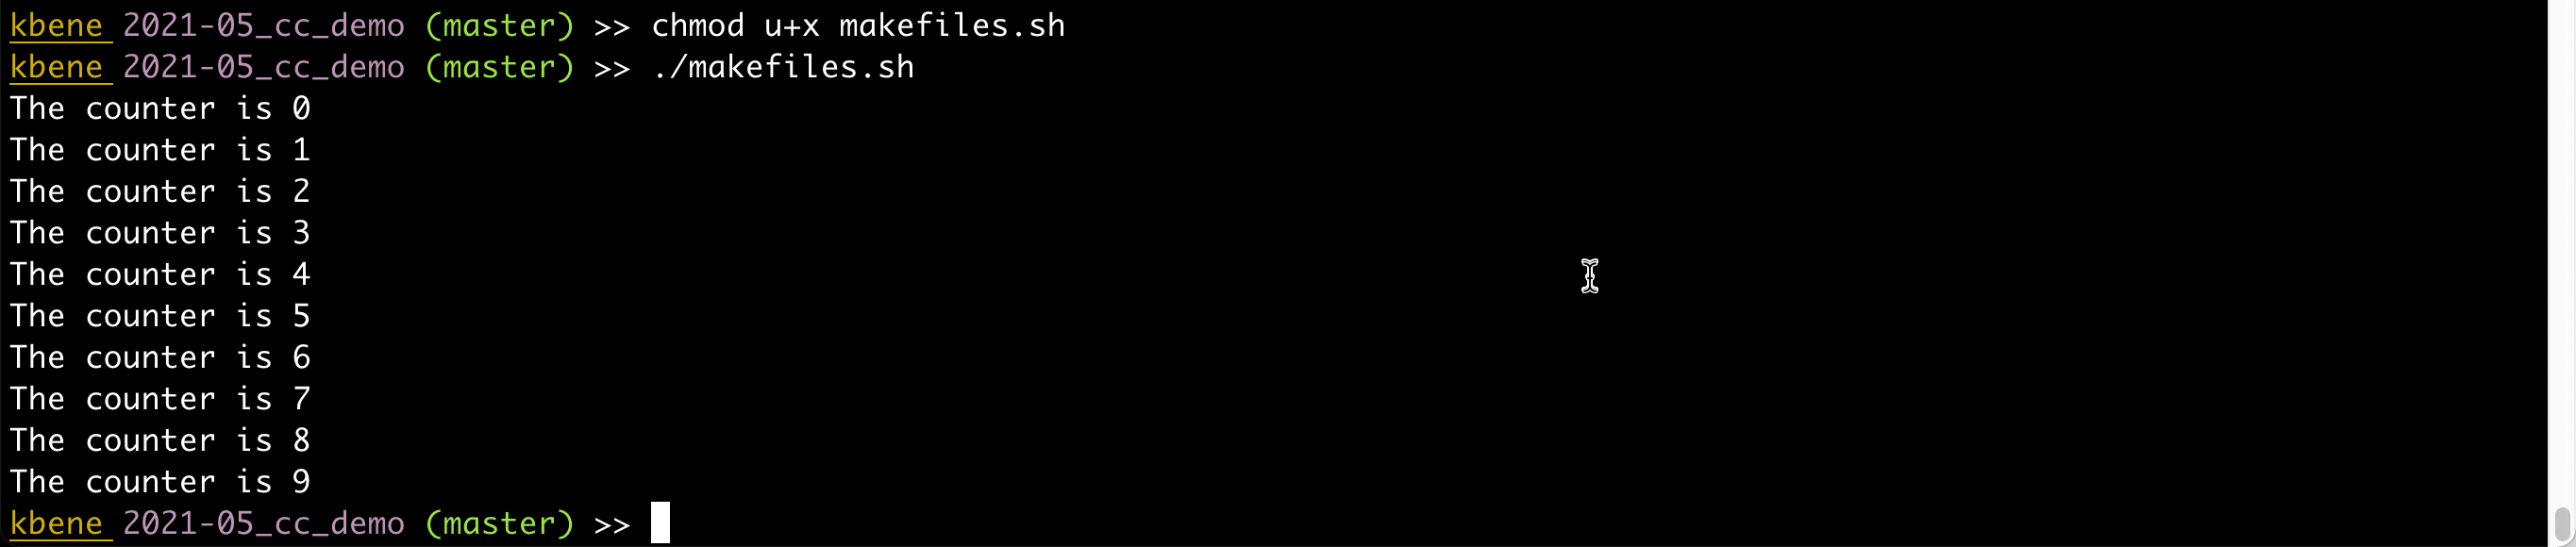 kbene 2021-05_cc_demo (master) >> chmod u+x makefiles.sh
kbene 2021-05_cc_demo (master) >> ./makefiles.sh
The counter is 0
The counter is 1
The counter is 2
The counter is 3
The counter is 4
The counter is 5
The counter is 6
The counter is 7
The counter is 8
The counter is 9
kbene 2021-05_cc_demo (master) >>